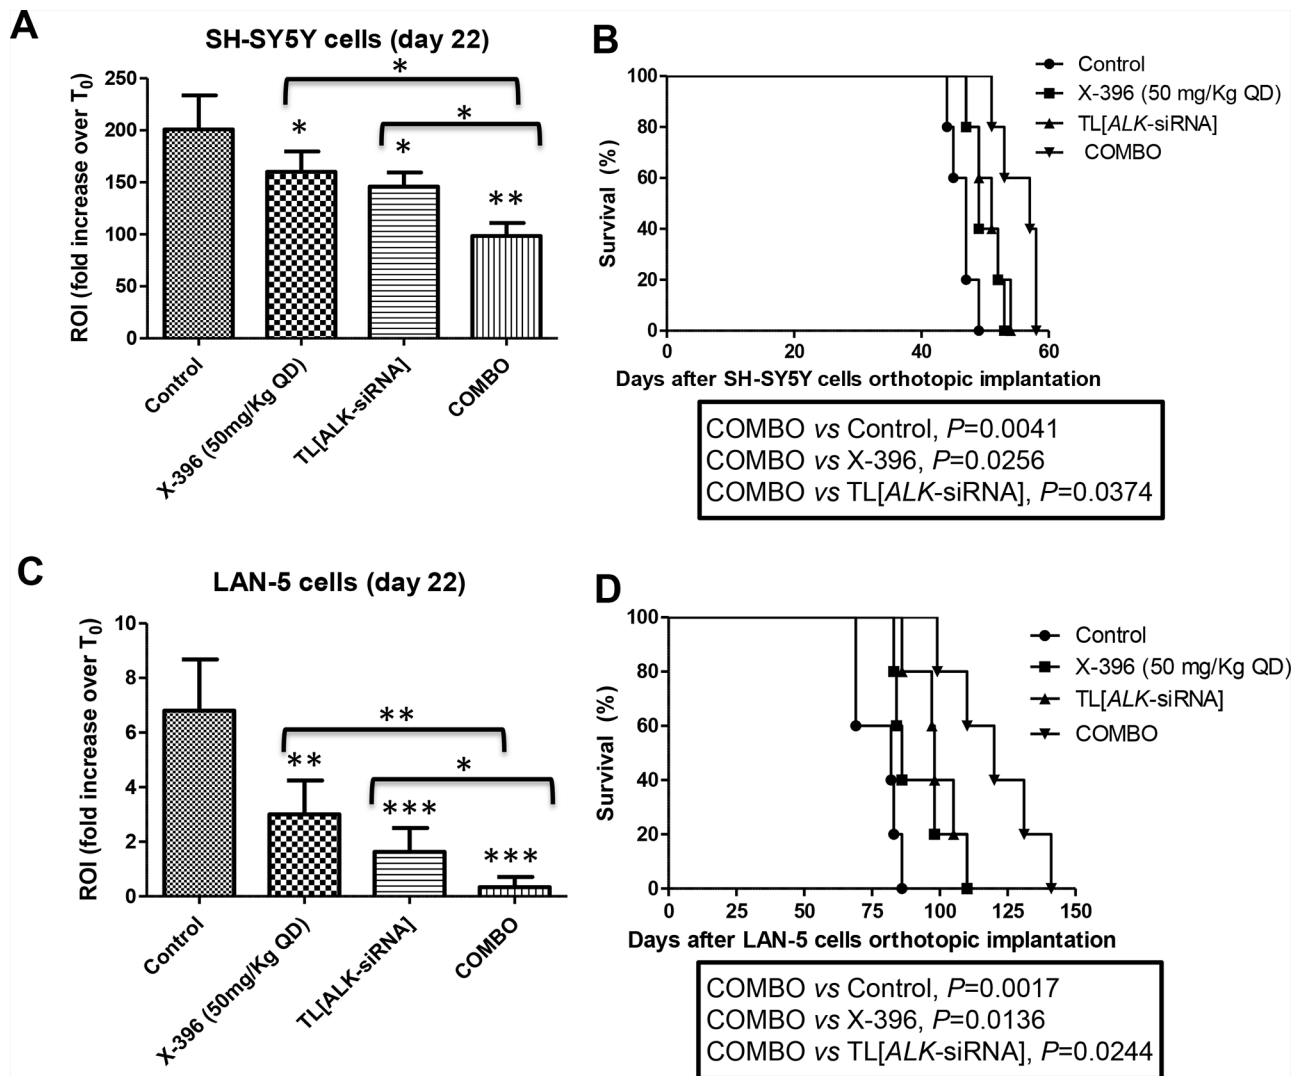 A
SH-SY5Y cells (day 22)
ROI (fold increase over T0)
250
200
150
100
50
0
*
*
*
*
**
Control
X-396 (50mg/Kg QD)
TL[ALK-siRNA]
COMBO
B
Survival (%)
100
80
60
40
20
0
0 20 40 60
Days after SH-SY5Y cells orthotopic implantation
Control
X-396 (50 mg/Kg QD)
TL[ALK-siRNA]
COMBO
COMBO vs Control, P=0.0041
COMBO vs X-396, P=0.0256
COMBO vs TL[ALK-siRNA], P=0.0374
C
LAN-5 cells (day 22)
ROI (fold increase over T0)
10
8
6
4
2
0
**
**
*
***
***
Control
X-396 (50mg/Kg QD)
TL[ALK-siRNA]
COMBO
D
Survival (%)
100
80
60
40
20
0
0 25 50 75 100 125 150
Days after LAN-5 cells orthotopic implantation
Control
X-396 (50 mg/Kg QD)
TL[ALK-siRNA]
COMBO
COMBO vs Control, P=0.0017
COMBO vs X-396, P=0.0136
COMBO vs TL[ALK-siRNA], P=0.0244